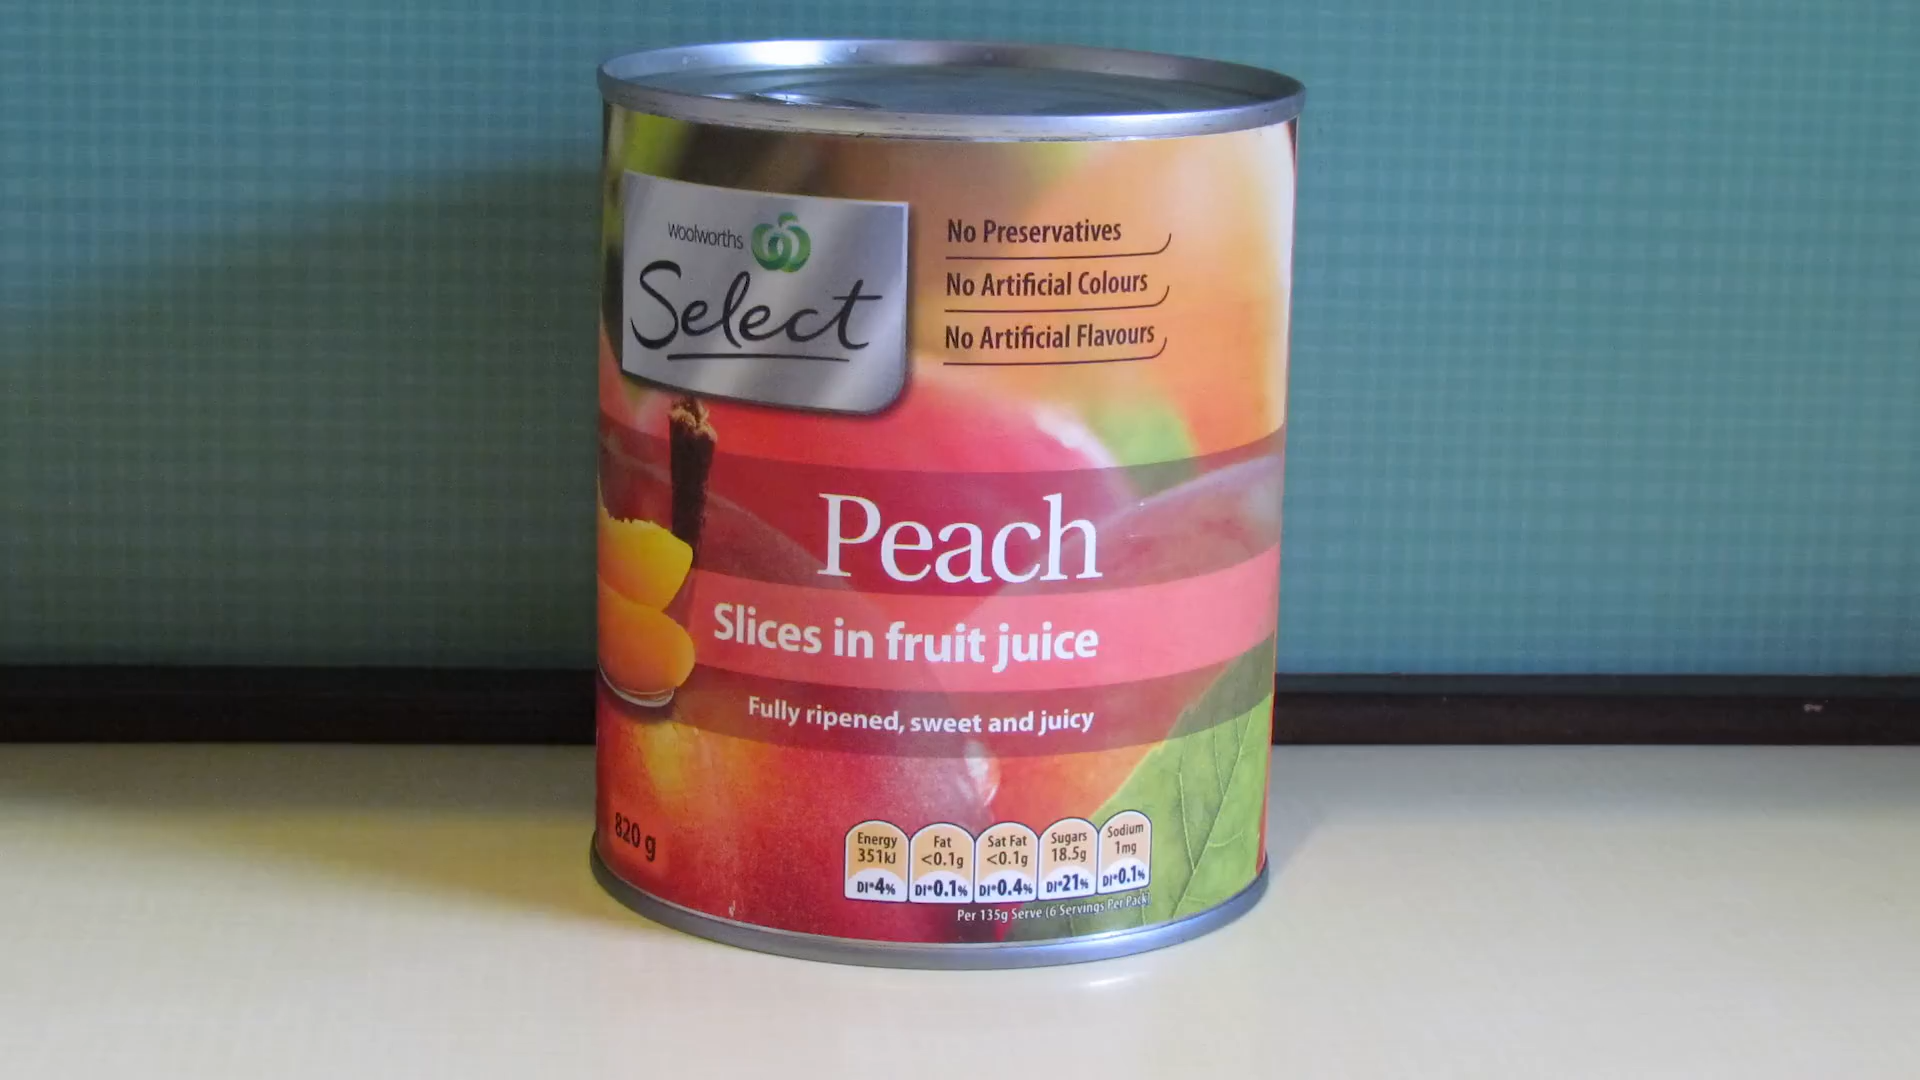 woolworths
Select
No Preservatives
No Artificial Colours
No Artificial Flavours
Peach
Slices in fruit juice
Fully ripened, sweet and juicy
820 g
Energy 351kJ DI*4%
Fat <0.1g DI*0.1%
Sat Fat <0.1g DI*0.4%
Sugars 18.5g DI*21%
Sodium 1mg DI*0.1%
Per 135g Serve (6 Servings Per Pack)